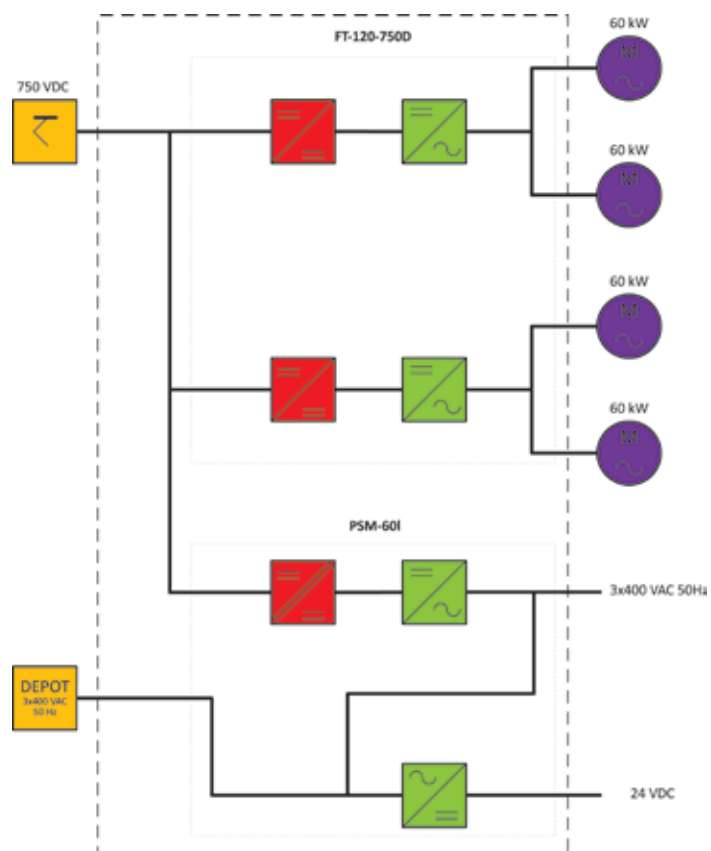 60 kW
FT-120-750D
750 VDC
M
60 kW
M
60 kW
M
60 kW
M
PSM-60I
3x400 VAC 50Hz
DEPOT
3x400 VAC
50 Hz
24 VDC